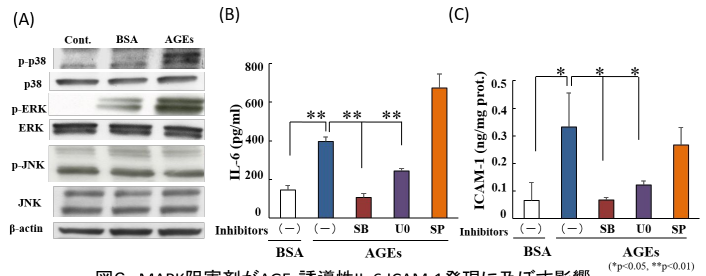 (A)
Cont. BSA AGEs
p-p38
p38
p-ERK
ERK
p-JNK
JNK
β-actin
(B)
IL-6 (pg/ml)
800
600
400
200
0
** ** **
Inhibitors (－) (－) SB U0 SP
BSA AGEs
(C)
ICAM-1 (ng/mg prot.)
0.5
0.4
0.3
0.2
0.1
0
* * *
Inhibitors (－) (－) SB U0 SP
BSA AGEs
(*p<0.05, **p<0.01)
MAPK阻害剤がAGEs誘導性IL-6,ICAM-1発現に及ぼす影響